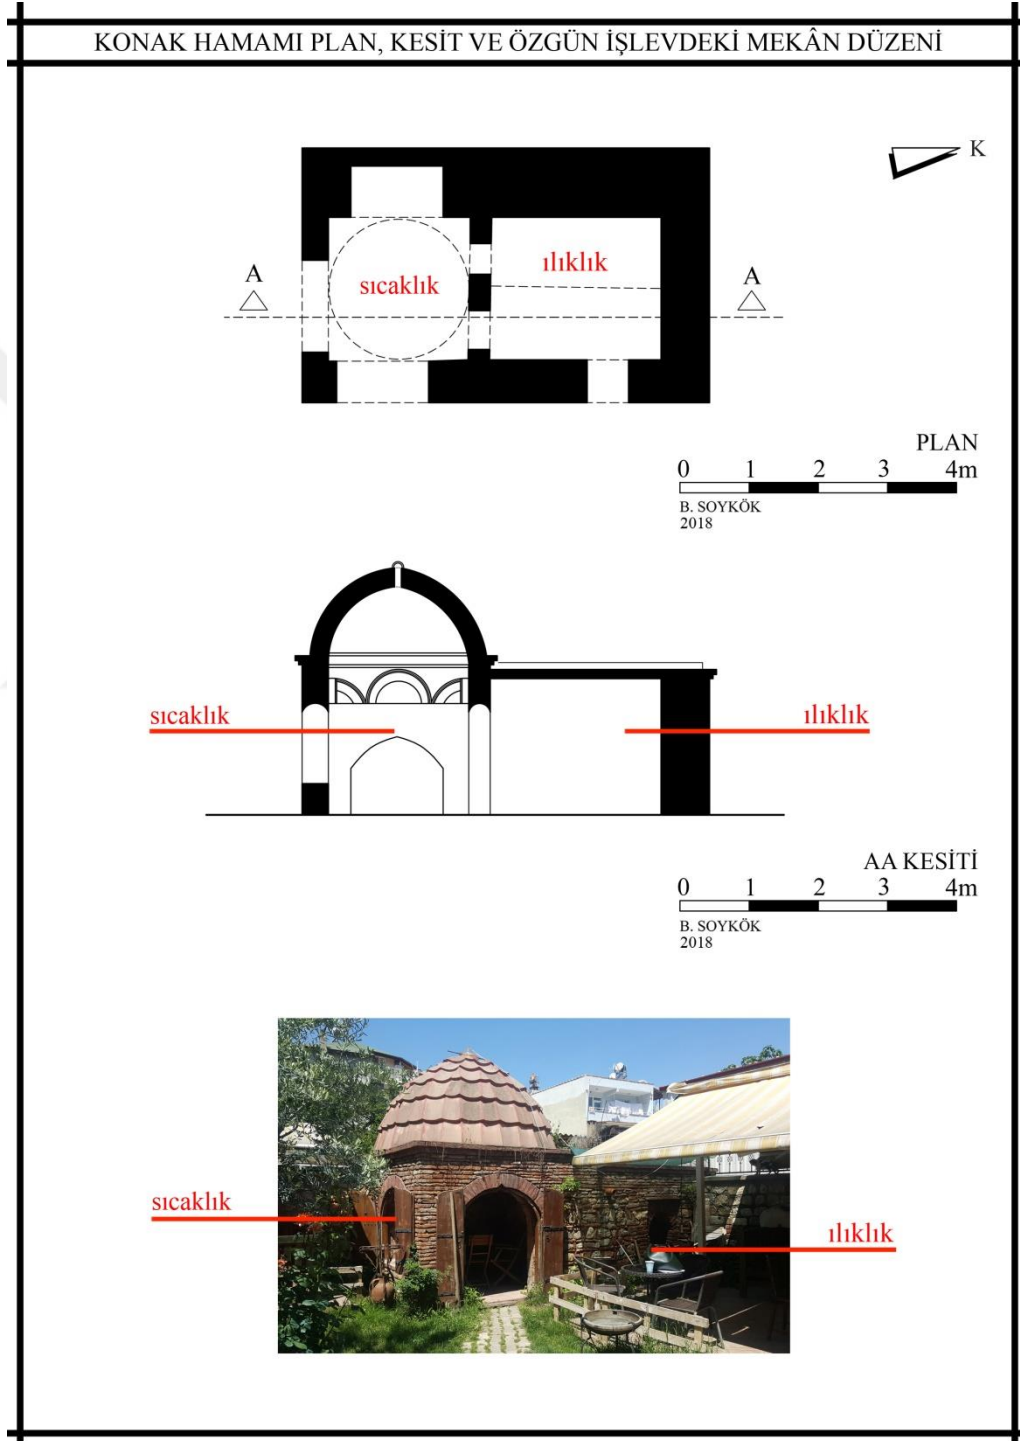 KONAK HAMAMI PLAN, KESİT VE ÖZGÜN İŞLEVDEKİ MEKÂN DÜZENİ
K
sıcaklık
ılıklık
A
A
PLAN
0 1 2 3 4m
B. SOYKÖK
2018
sıcaklık
ılıklık
AA KESİTİ
0 1 2 3 4m
B. SOYKÖK
2018
sıcaklık
ılıklık